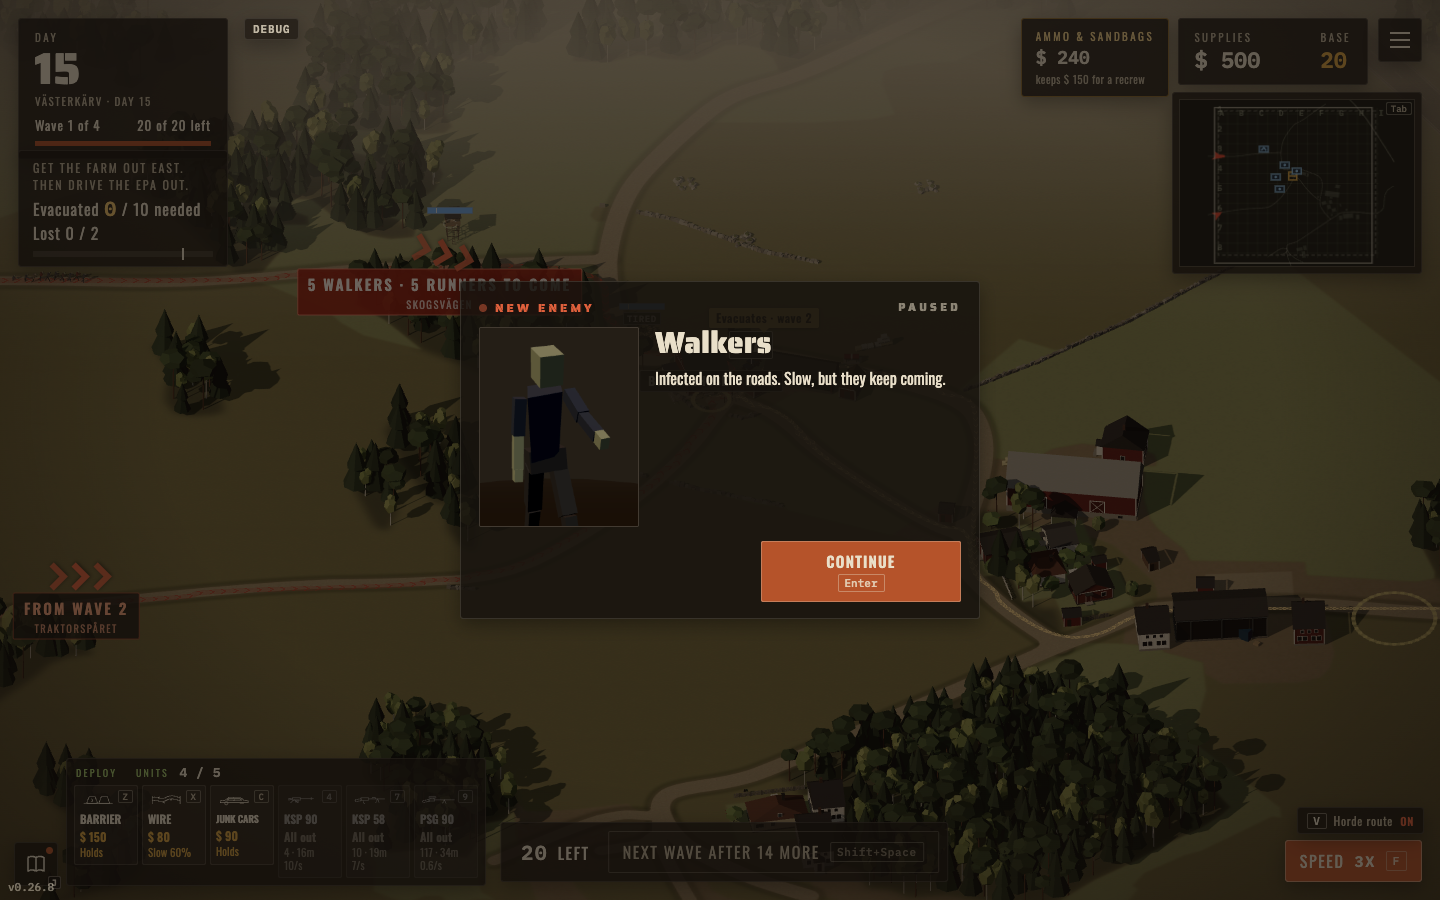 DAY
15
VÄSTERKÄRV · DAY 15
Wave 1 of 4 20 of 20 left
GET THE FARM OUT EAST.
THEN DRIVE THE EPA OUT.
Evacuated 0 / 10 needed
Lost 0 / 2
DEBUG
AMMO & SANDBAGS
$ 240
keeps $ 150 for a recrew
SUPPLIES BASE
$ 500 20
Tab
5 WALKERS · 5 RUNNERS TO COME
Evacuates · wave 2
NEW ENEMY
PAUSED
Walkers
Infected on the roads. Slow, but they keep coming.
CONTINUE
Enter
FROM WAVE 2
TRAKTORSPÅRET
DEPLOY UNITS 4 / 5
Z
BARRIER
$ 150
Holds
X
WIRE
$ 80
Slow 60%
C
JUNK CARS
$ 90
Holds
4
KSP 90
All out
4 · 16m
10/s
7
KSP 58
All out
10 · 19m
7/s
9
PSG 90
All out
117 · 34m
0.6/s
20 LEFT
NEXT WAVE AFTER 14 MORE Shift+Space
V Horde route ON
SPEED 3X F
v0.26.8